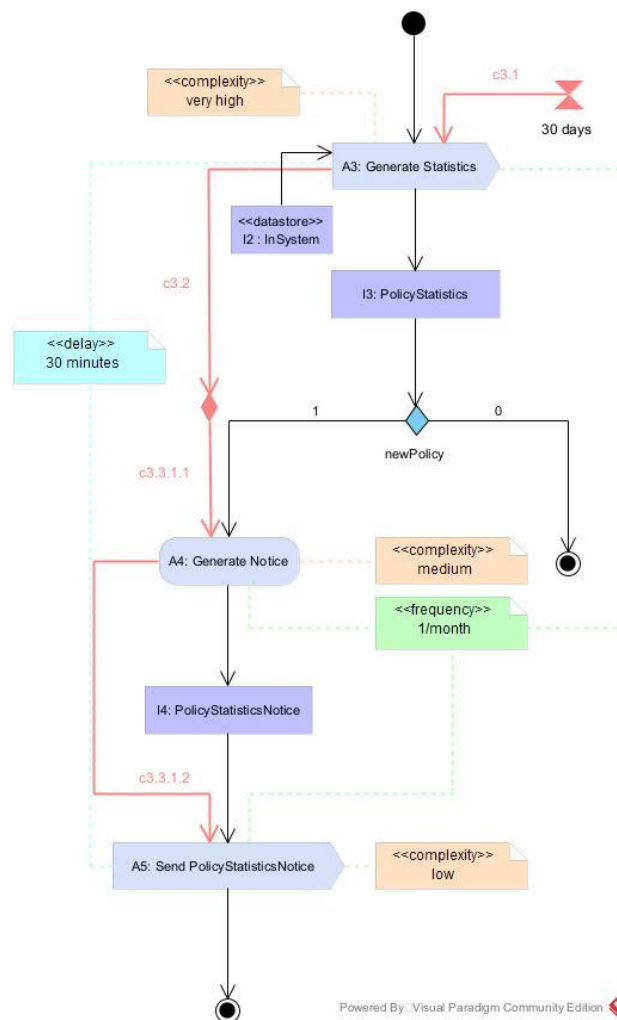 c3.1
<<complexity>>
very high
30 days
A3: Generate Statistics
<<datastore>>
I2 : InSystem
c3.2
I3: PolicyStatistics
<<delay>>
30 minutes
1
0
newPolicy
c3.3.1.1
A4: Generate Notice
<<complexity>>
medium
<<frequency>>
1/month
I4: PolicyStatisticsNotice
c3.3.1.2
A5: Send PolicyStatisticsNotice
<<complexity>>
low
Powered By Visual Paradigm Community Edition